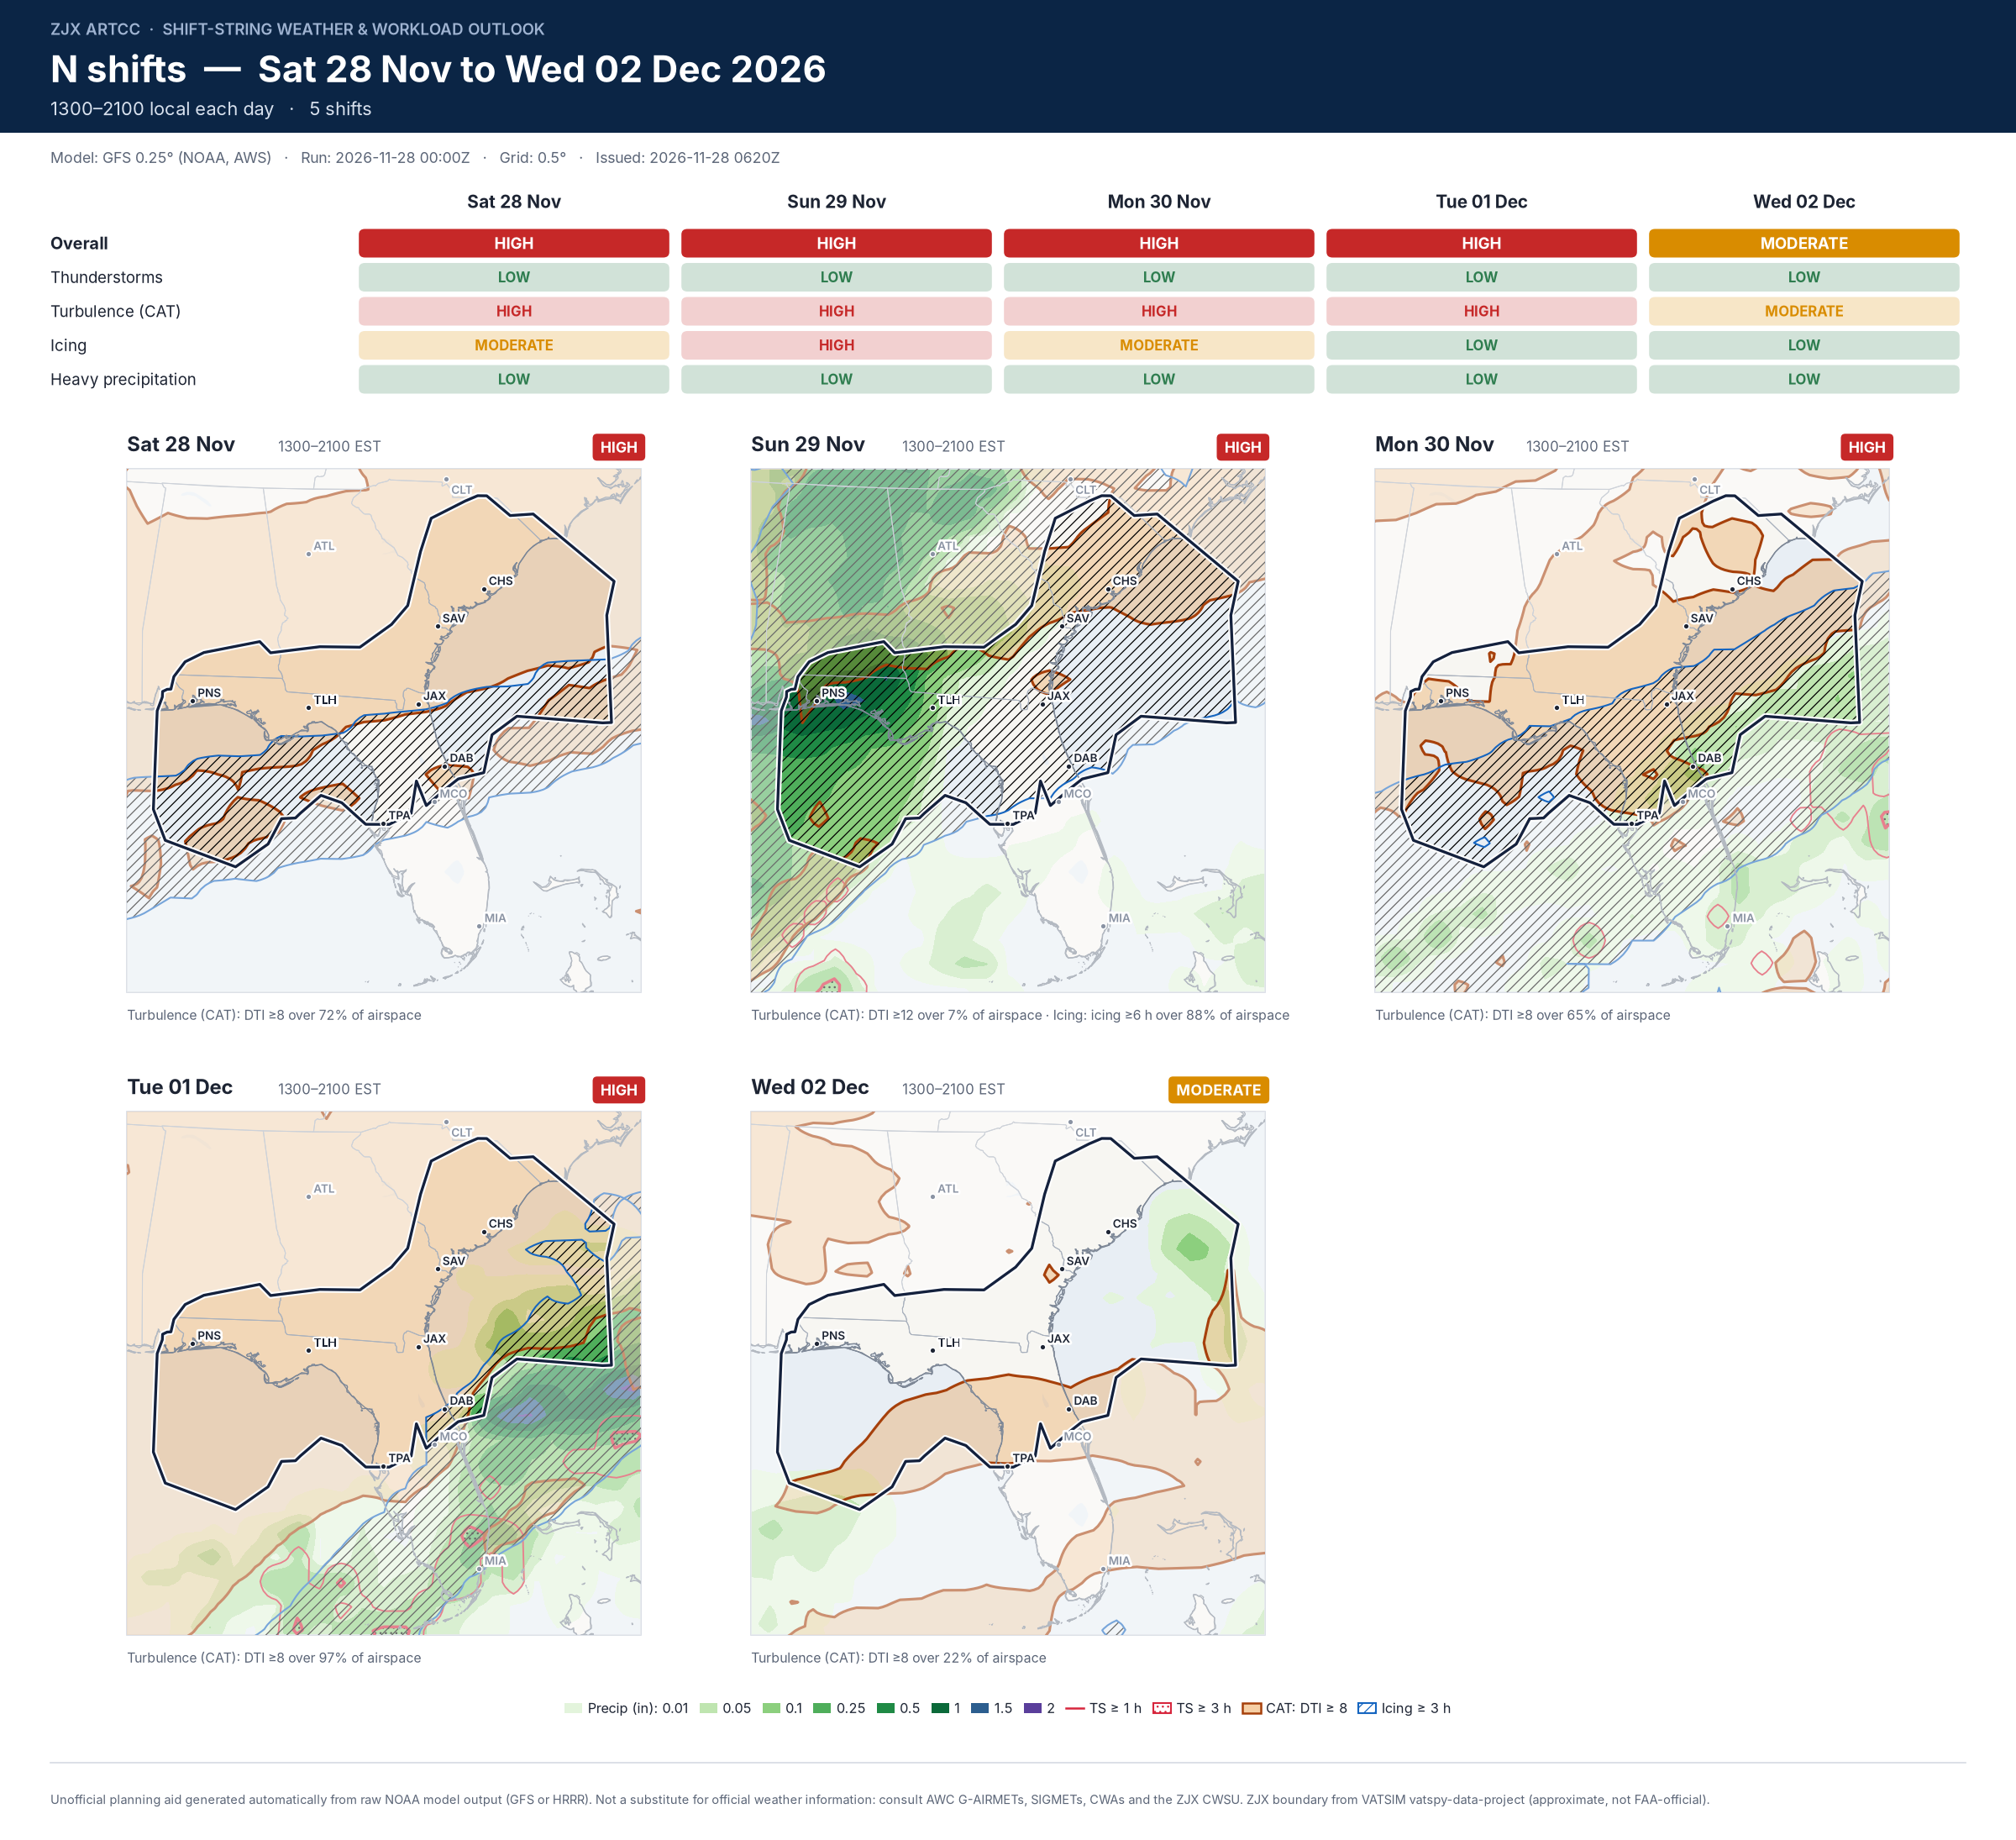 ZJX ARTCC · SHIFT-STRING WEATHER & WORKLOAD OUTLOOK
N shifts — Sat 28 Nov to Wed 02 Dec 2026
1300–2100 local each day · 5 shifts
Model: GFS 0.25° (NOAA, AWS) · Run: 2026-11-28 00:00Z · Grid: 0.5° · Issued: 2026-11-28 0620Z
Sat 28 Nov Sun 29 Nov Mon 30 Nov Tue 01 Dec Wed 02 Dec
Overall HIGH HIGH HIGH HIGH MODERATE
Thunderstorms LOW LOW LOW LOW LOW
Turbulence (CAT) HIGH HIGH HIGH HIGH MODERATE
Icing MODERATE HIGH MODERATE LOW LOW
Heavy precipitation LOW LOW LOW LOW LOW
Sat 28 Nov 1300–2100 EST HIGH
CLT
ATL
CHS
SAV
PNS
TLH
JAX
DAB
MCO
TPA
MIA
Turbulence (CAT): DTI ≥8 over 72% of airspace
Sun 29 Nov 1300–2100 EST HIGH
CLT
ATL
CHS
SAV
PNS
TLH
JAX
DAB
MCO
TPA
MIA
Turbulence (CAT): DTI ≥12 over 7% of airspace · Icing: icing ≥6 h over 88% of airspace
Mon 30 Nov 1300–2100 EST HIGH
CLT
ATL
CHS
SAV
PNS
TLH
JAX
DAB
MCO
TPA
MIA
Turbulence (CAT): DTI ≥8 over 65% of airspace
Tue 01 Dec 1300–2100 EST HIGH
CLT
ATL
CHS
SAV
PNS
TLH
JAX
DAB
MCO
TPA
MIA
Turbulence (CAT): DTI ≥8 over 97% of airspace
Wed 02 Dec 1300–2100 EST MODERATE
CLT
ATL
CHS
SAV
PNS
TLH
JAX
DAB
MCO
TPA
MIA
Turbulence (CAT): DTI ≥8 over 22% of airspace
Precip (in): 0.01 0.05 0.1 0.25 0.5 1 1.5 2 TS ≥ 1 h TS ≥ 3 h CAT: DTI ≥ 8 Icing ≥ 3 h
Unofficial planning aid generated automatically from raw NOAA model output (GFS or HRRR). Not a substitute for official weather information: consult AWC G-AIRMETs, SIGMETs, CWAs and the ZJX CWSU. ZJX boundary from VATSIM vatspy-data-project (approximate, not FAA-official).